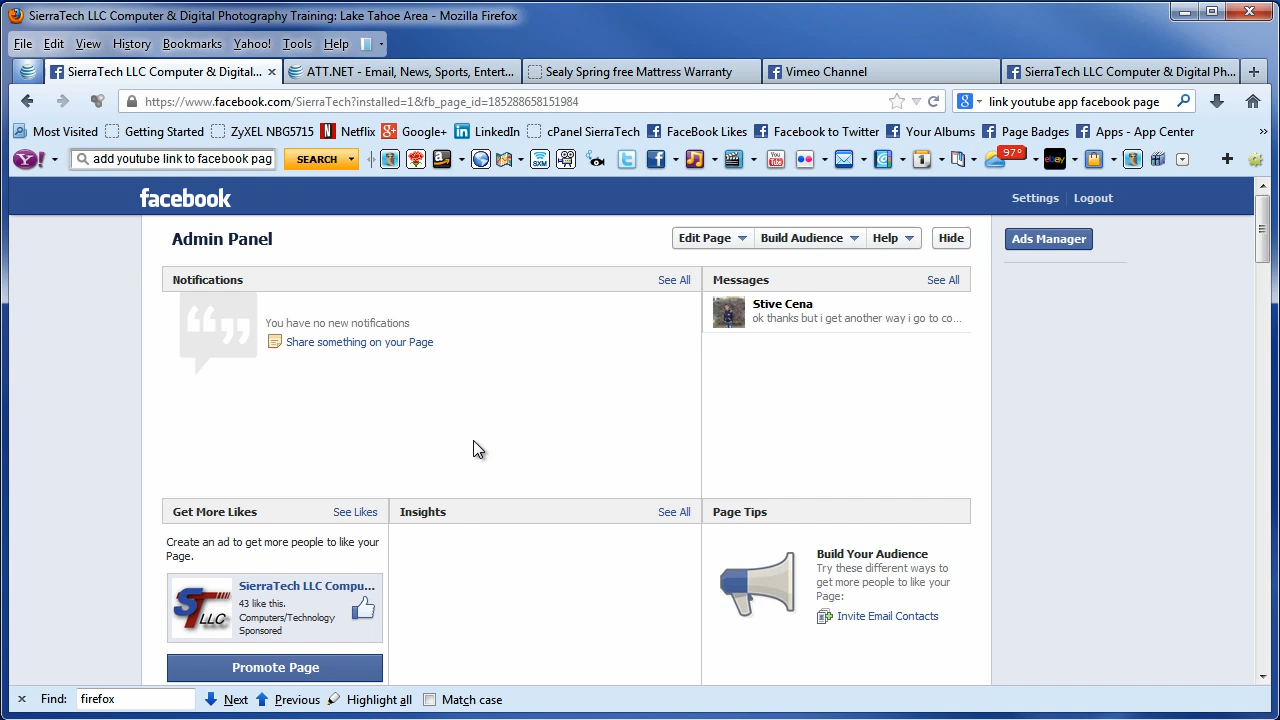 SierraTech LLC Computer & Digital Photography Training: Lake Tahoe Area - Mozilla Firefox
File Edit View History Bookmarks Yahoo! Tools Help
SierraTech LLC Computer & Digital... ATT.NET - Email, News, Sports, Entert... Sealy Spring free Mattress Warranty Vimeo Channel SierraTech LLC Computer & Digital Ph...
https://www.facebook.com/SierraTech?installed=1&fb_page_id=185288658151984 link youtube app facebook page
Most Visited Getting Started ZyXEL NBG5715 Netflix Google+ LinkedIn cPanel SierraTech FaceBook Likes Facebook to Twitter Your Albums Page Badges Apps - App Center
add youtube link to facebook pag SEARCH 97°
facebook Settings Logout
Admin Panel Edit Page Build Audience Help Hide Ads Manager
Notifications See All Messages See All
Stive Cena
ok thanks but i get another way i go to co...
You have no new notifications
Share something on your Page
Get More Likes See Likes Insights See All Page Tips
Create an ad to get more people to like your
Page.
SierraTech LLC Compu...
43 like this.
Computers/Technology
Sponsored
ST LLC
Promote Page
Build Your Audience
Try these different ways to
get more people to like your
Page:
Invite Email Contacts
Find: firefox Next Previous Highlight all Match case